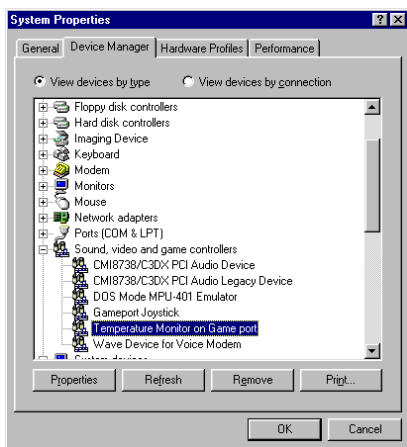 System Properties
General Device Manager Hardware Profiles Performance
View devices by type View devices by connection
Floppy disk controllers
Hard disk controllers
Imaging Device
Keyboard
Modem
Monitors
Mouse
Network adapters
Ports (COM & LPT)
Sound, video and game controllers
CMI8738/C3DX PCI Audio Device
CMI8738/C3DX PCI Audio Legacy Device
DOS Mode MPU-401 Emulator
Gameport Joystick
Temperature Monitor on Game port
Wave Device for Voice Modem
System devices
Properties Refresh Remove Print...
OK Cancel